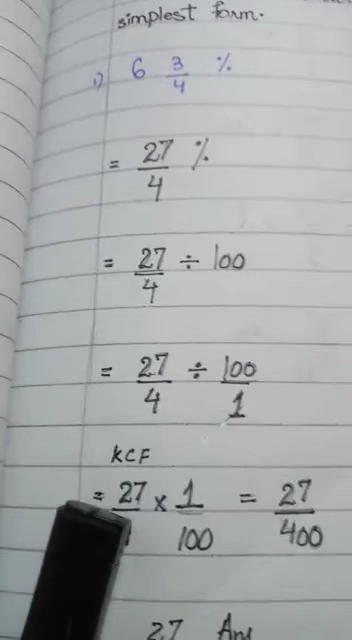 simplest form.
i) 6 3/4 %
= 27/4 %
= 27/4 ÷ 100
= 27/4 ÷ 100/1
KCF
= 27 × 1/100 = 27/400
27 Ans